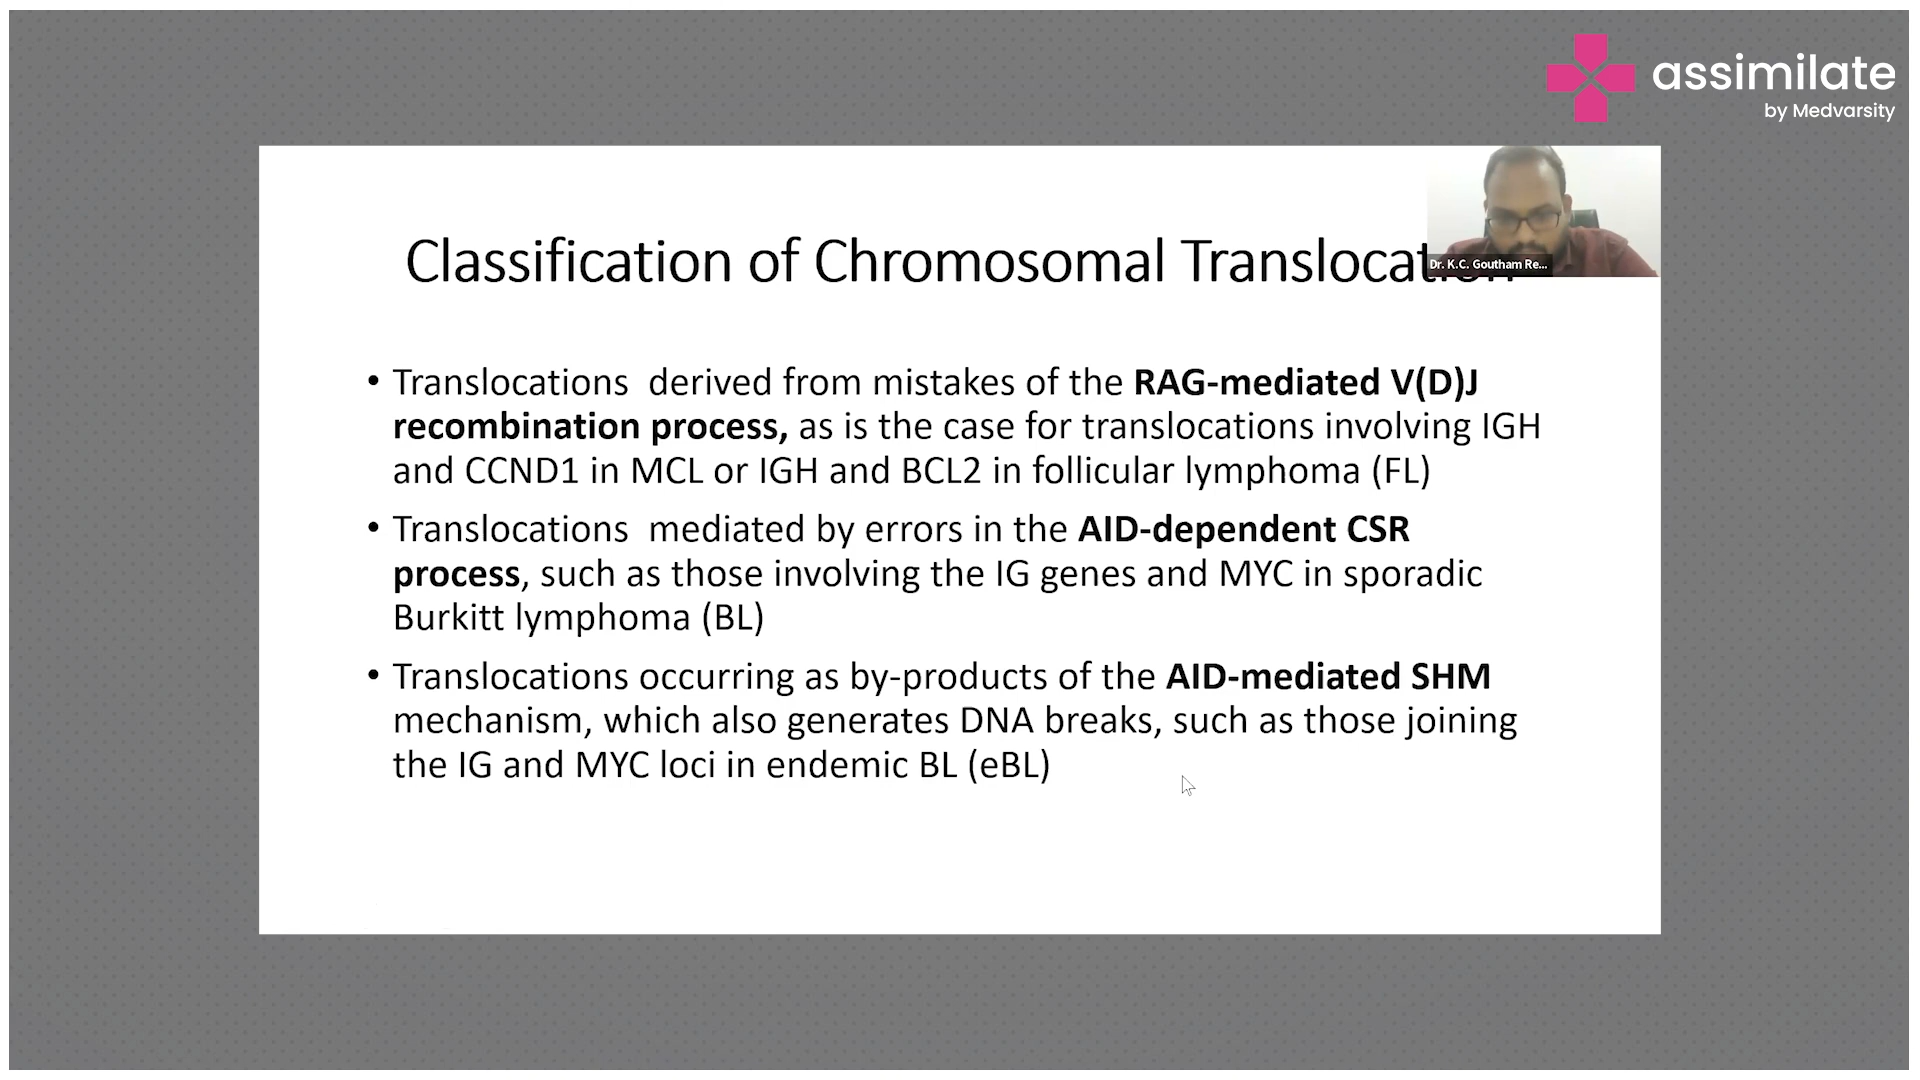 assimilate
by Medvarsity
Classification of Chromosomal Translocation
Dr. K.C. Goutham Re...
• Translocations derived from mistakes of the RAG-mediated V(D)J
recombination process, as is the case for translocations involving IGH
and CCND1 in MCL or IGH and BCL2 in follicular lymphoma (FL)
• Translocations mediated by errors in the AID-dependent CSR
process, such as those involving the IG genes and MYC in sporadic
Burkitt lymphoma (BL)
• Translocations occurring as by-products of the AID-mediated SHM
mechanism, which also generates DNA breaks, such as those joining
the IG and MYC loci in endemic BL (eBL)